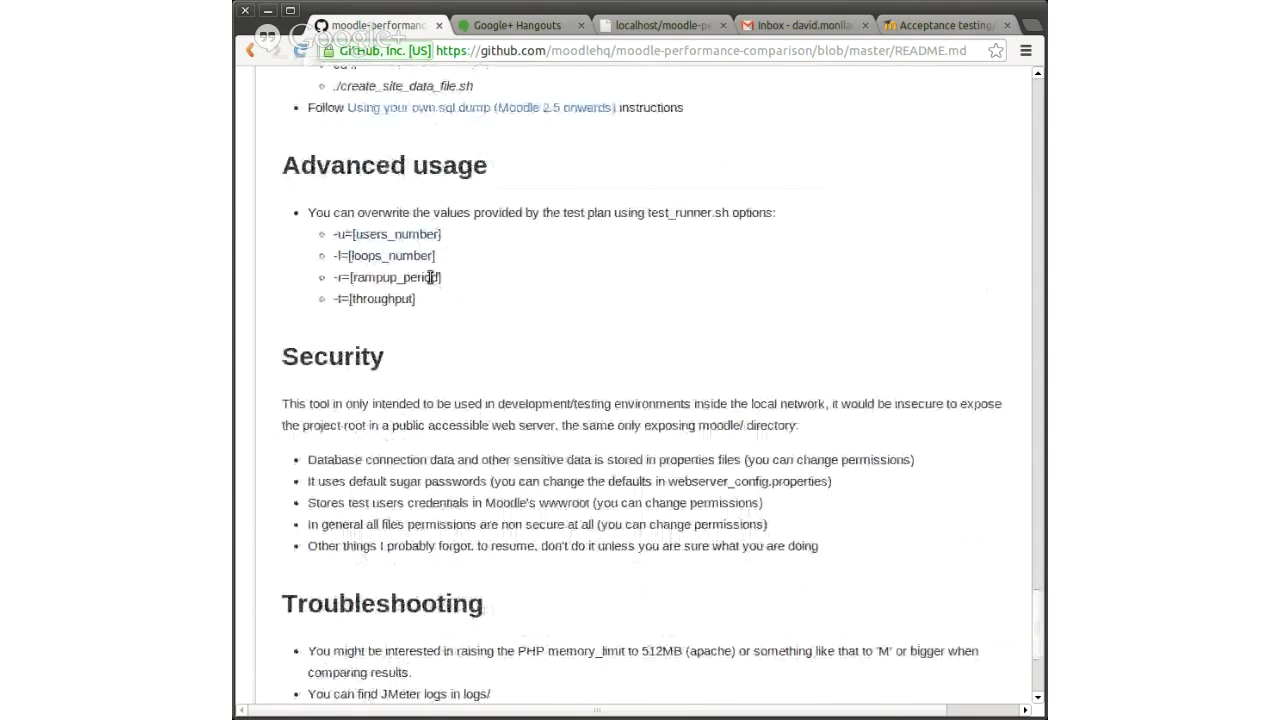 moodle-performanc
Google+ Hangouts
localhost/moodle-pe
Inbox - david.monlla
Acceptance testing
Google+
GitHub, Inc. [US] https://github.com/moodlehq/moodle-performance-comparison/blob/master/README.md
./create_site_data_file.sh
Follow Using your own sql dump (Moodle 2.5 onwards) instructions
Advanced usage
You can overwrite the values provided by the test plan using test_runner.sh options:
-u=[users_number]
-l=[loops_number]
-r=[rampup_period]
-t=[throughput]
Security
This tool in only intended to be used in development/testing environments inside the local network, it would be insecure to expose
the project root in a public accessible web server, the same only exposing moodle/ directory:
Database connection data and other sensitive data is stored in properties files (you can change permissions)
It uses default sugar passwords (you can change the defaults in webserver_config.properties)
Stores test users credentials in Moodle's wwwroot (you can change permissions)
In general all files permissions are non secure at all (you can change permissions)
Other things I probably forgot, to resume, don't do it unless you are sure what you are doing
Troubleshooting
You might be interested in raising the PHP memory_limit to 512MB (apache) or something like that to 'M' or bigger when
comparing results.
You can find JMeter logs in logs/